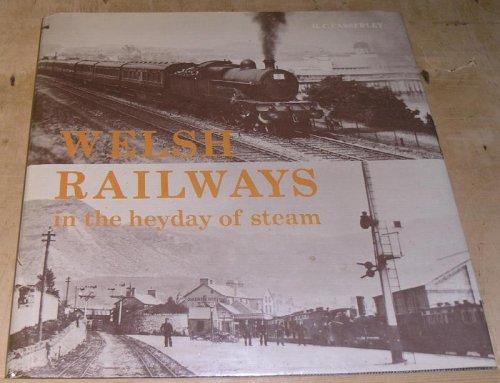 H.C. CASSERLEY
WELSH
RAILWAYS
in the heyday of steam